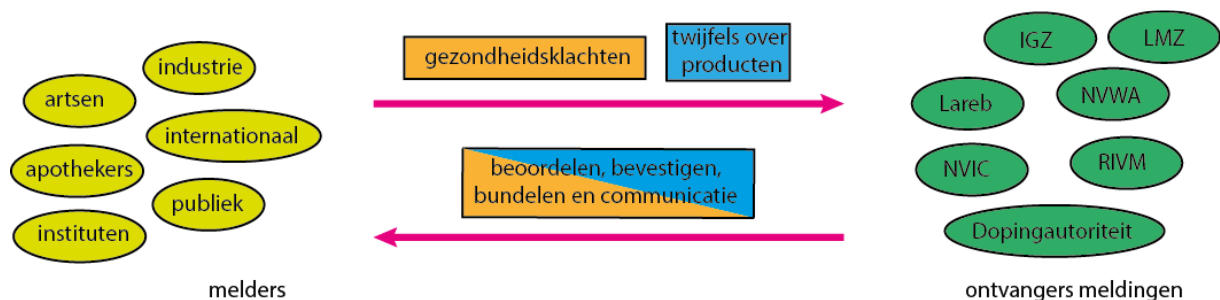 industrie
artsen
internationaal
apothekers
publiek
instituten
melders
gezondheidsklachten
twijfels over
producten
beoordelen, bevestigen,
bundelen en communicatie
IGZ
LMZ
Lareb
NVWA
NVIC
RIVM
Dopingautoriteit
ontvangers meldingen